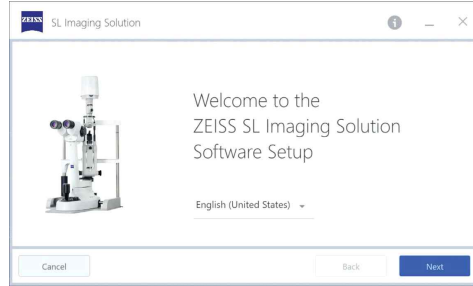 ZEISS
SL Imaging Solution
Welcome to the
ZEISS SL Imaging Solution
Software Setup
English (United States)
Cancel
Back
Next